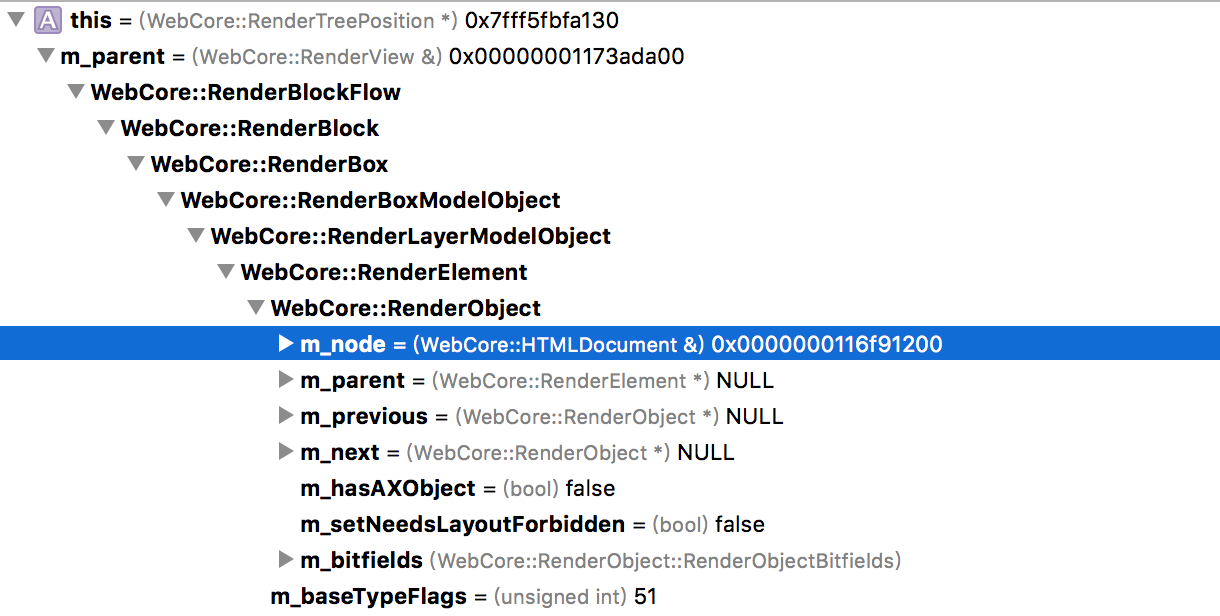 A this = (WebCore::RenderTreePosition *) 0x7fff5fbfa130
m_parent = (WebCore::RenderView &) 0x00000001173ada00
WebCore::RenderBlockFlow
WebCore::RenderBlock
WebCore::RenderBox
WebCore::RenderBoxModelObject
WebCore::RenderLayerModelObject
WebCore::RenderElement
WebCore::RenderObject
m_node = (WebCore::HTMLDocument &) 0x0000000116f91200
m_parent = (WebCore::RenderElement *) NULL
m_previous = (WebCore::RenderObject *) NULL
m_next = (WebCore::RenderObject *) NULL
m_hasAXObject = (bool) false
m_setNeedsLayoutForbidden = (bool) false
m_bitfields (WebCore::RenderObject::RenderObjectBitfields)
m_baseTypeFlags = (unsigned int) 51